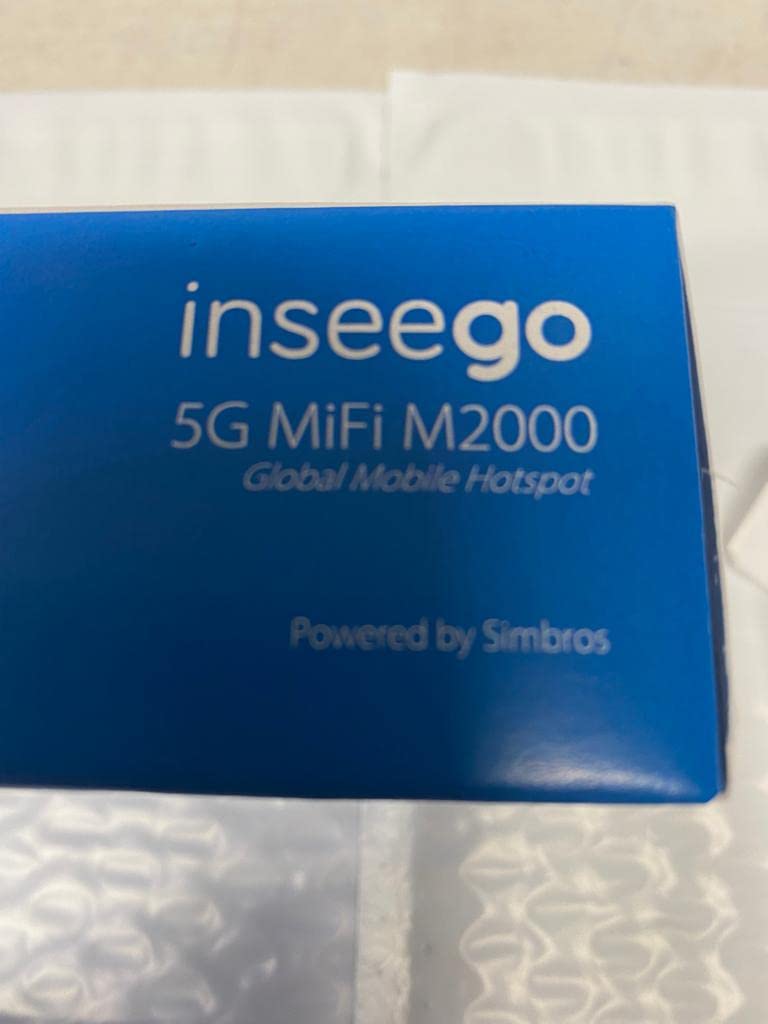 inseego
5G MiFi M2000
Global Mobile Hotspot
Powered by Simbros